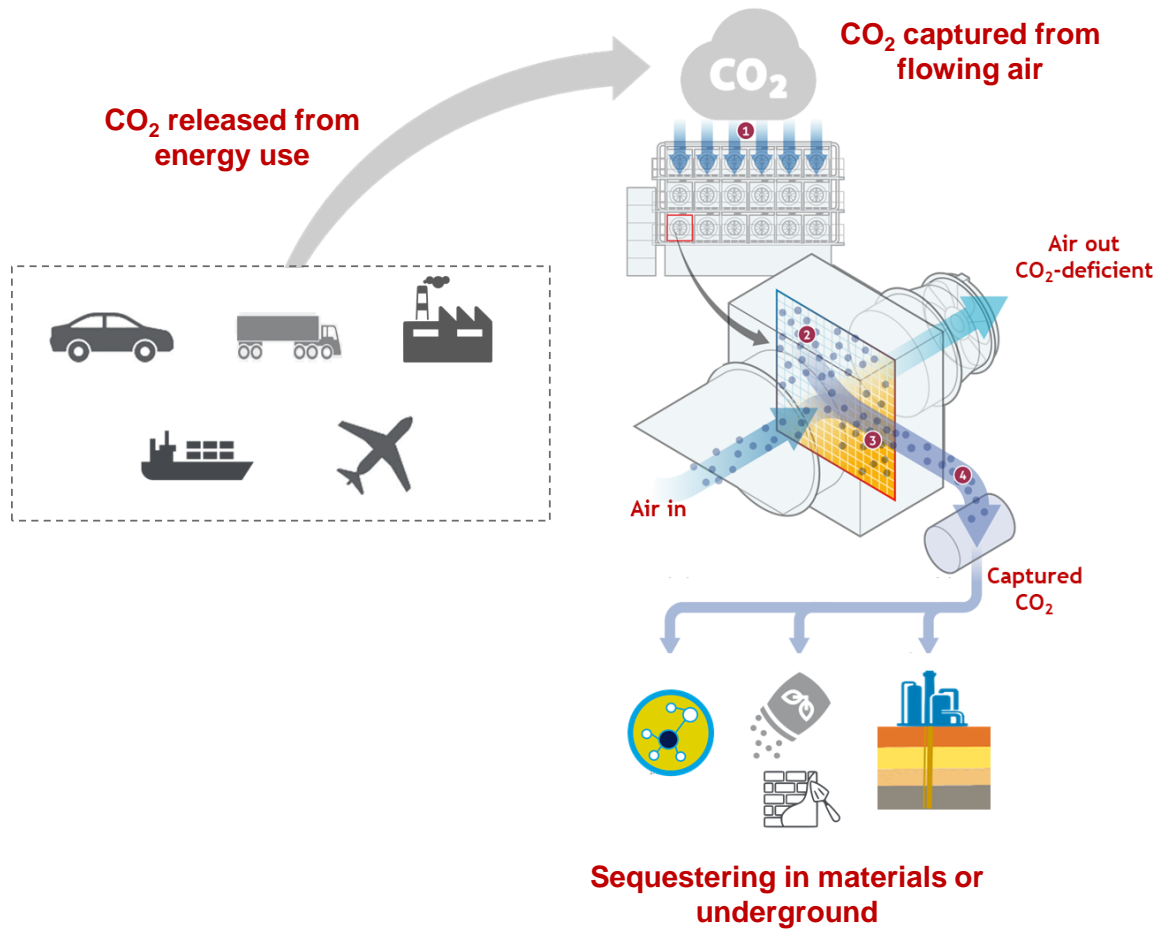 CO₂ captured from
flowing air
CO₂
CO₂ released from
energy use
1
Air out
CO₂-deficient
2
3
4
Air in
Captured
CO₂
Sequestering in materials or
underground